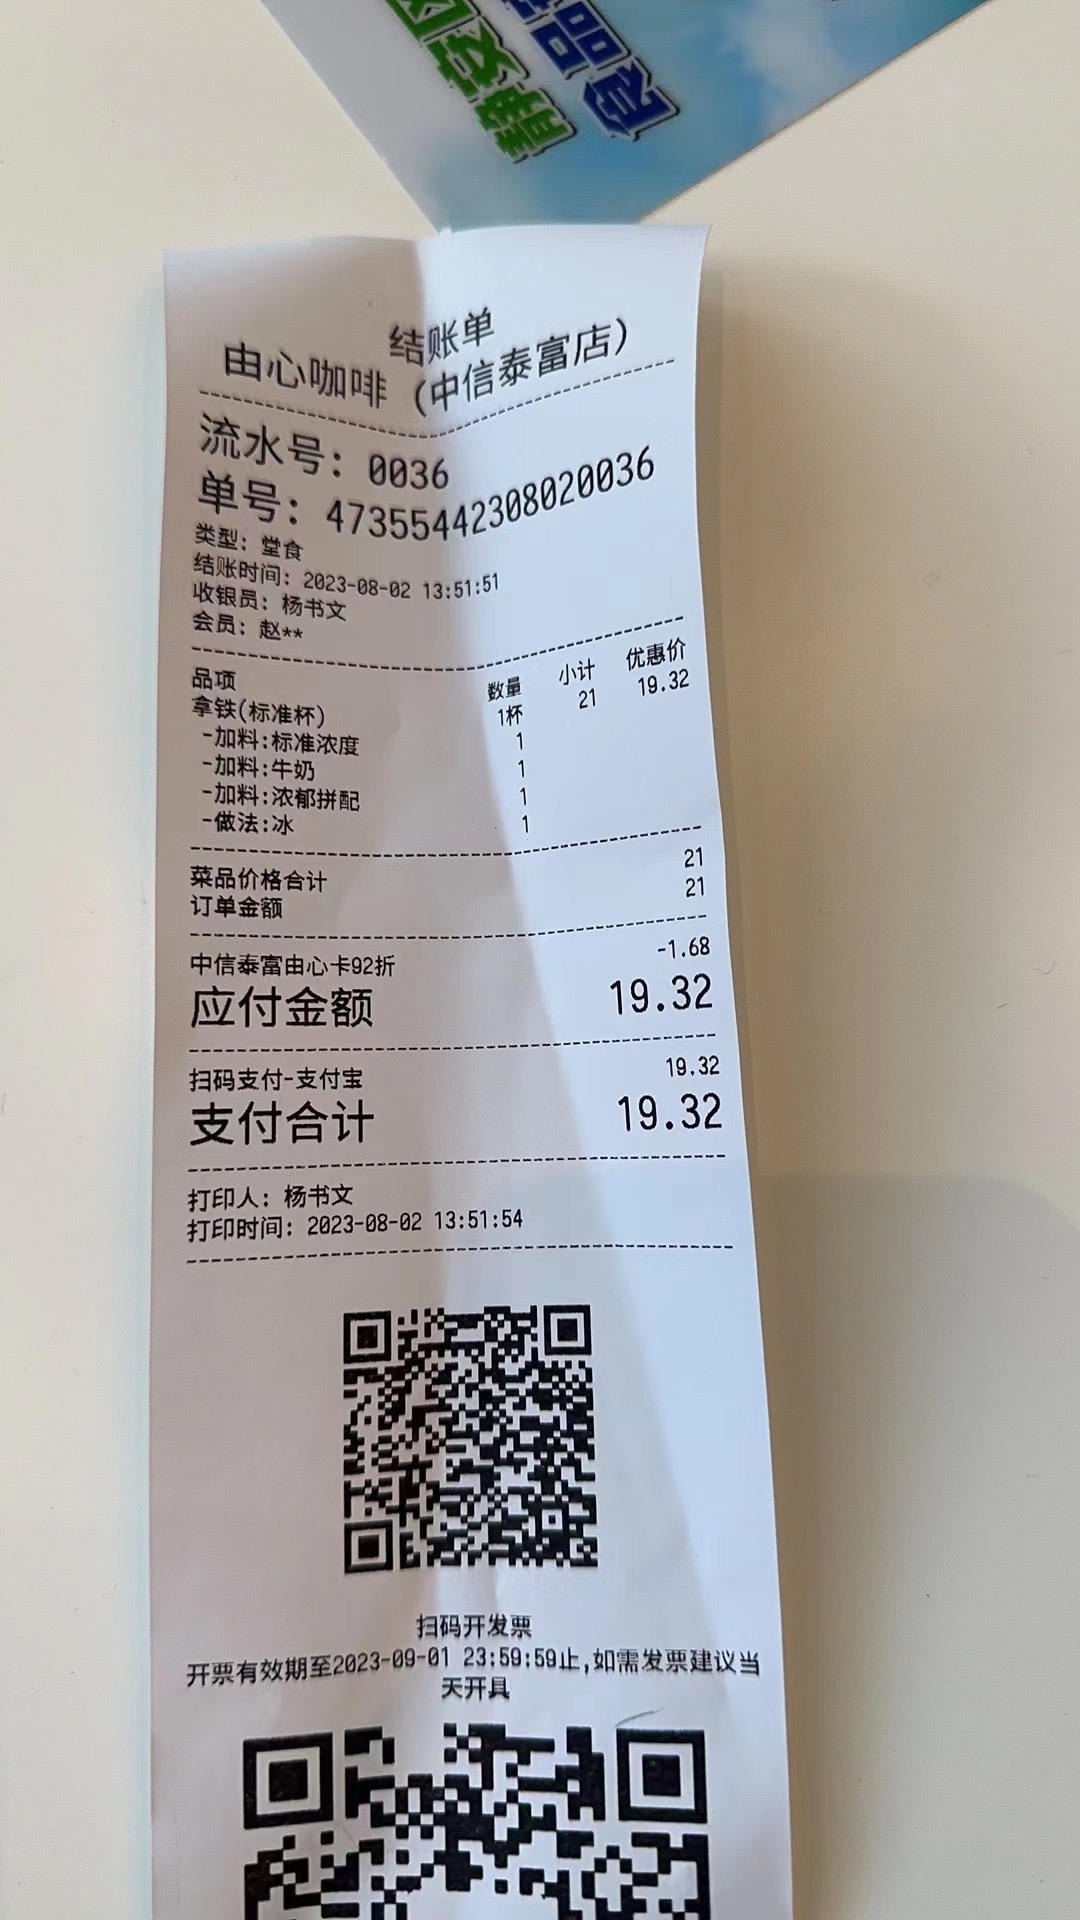 静安区
食品
结账单
由心咖啡（中信泰富店）
流水号：0036
单号：47355442308020036
类型：堂食
结账时间：2023-08-02 13:51:51
收银员：杨书文
会员：赵**
品项 数量 小计 优惠价
拿铁(标准杯) 1杯 21 19.32
-加料:标准浓度 1
-加料:牛奶 1
-加料:浓郁拼配 1
-做法:冰 1
菜品价格合计 21
订单金额 21
中信泰富由心卡92折 -1.68
应付金额 19.32
扫码支付-支付宝 19.32
支付合计 19.32
打印人：杨书文
打印时间：2023-08-02 13:51:54
扫码开发票
开票有效期至2023-09-01 23:59:59止,如需发票建议当
天开具